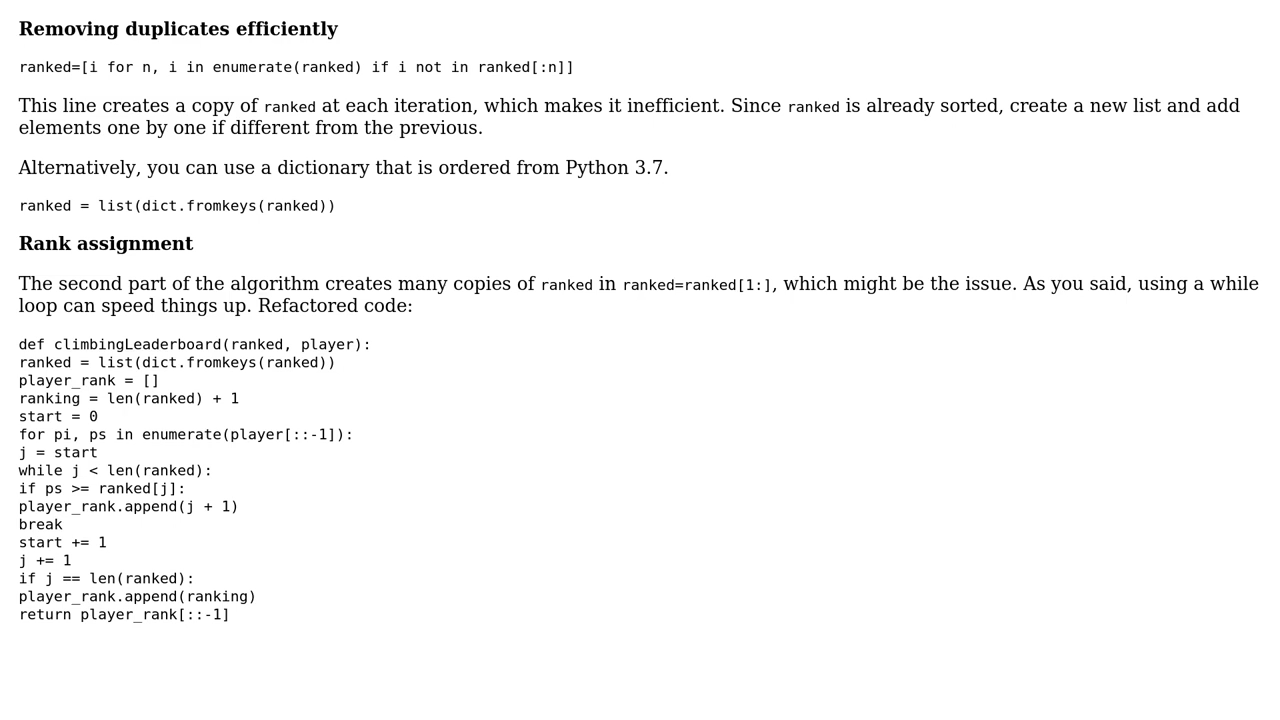 Removing duplicates efficiently
ranked=[i for n, i in enumerate(ranked) if i not in ranked[:n]]
This line creates a copy of ranked at each iteration, which makes it inefficient. Since ranked is already sorted, create a new list and add
elements one by one if different from the previous.
Alternatively, you can use a dictionary that is ordered from Python 3.7.
ranked = list(dict.fromkeys(ranked))
Rank assignment
The second part of the algorithm creates many copies of ranked in ranked=ranked[1:], which might be the issue. As you said, using a while
loop can speed things up. Refactored code:
def climbingLeaderboard(ranked, player):
ranked = list(dict.fromkeys(ranked))
player_rank = []
ranking = len(ranked) + 1
start = 0
for pi, ps in enumerate(player[::-1]):
j = start
while j < len(ranked):
if ps >= ranked[j]:
player_rank.append(j + 1)
break
start += 1
j += 1
if j == len(ranked):
player_rank.append(ranking)
return player_rank[::-1]